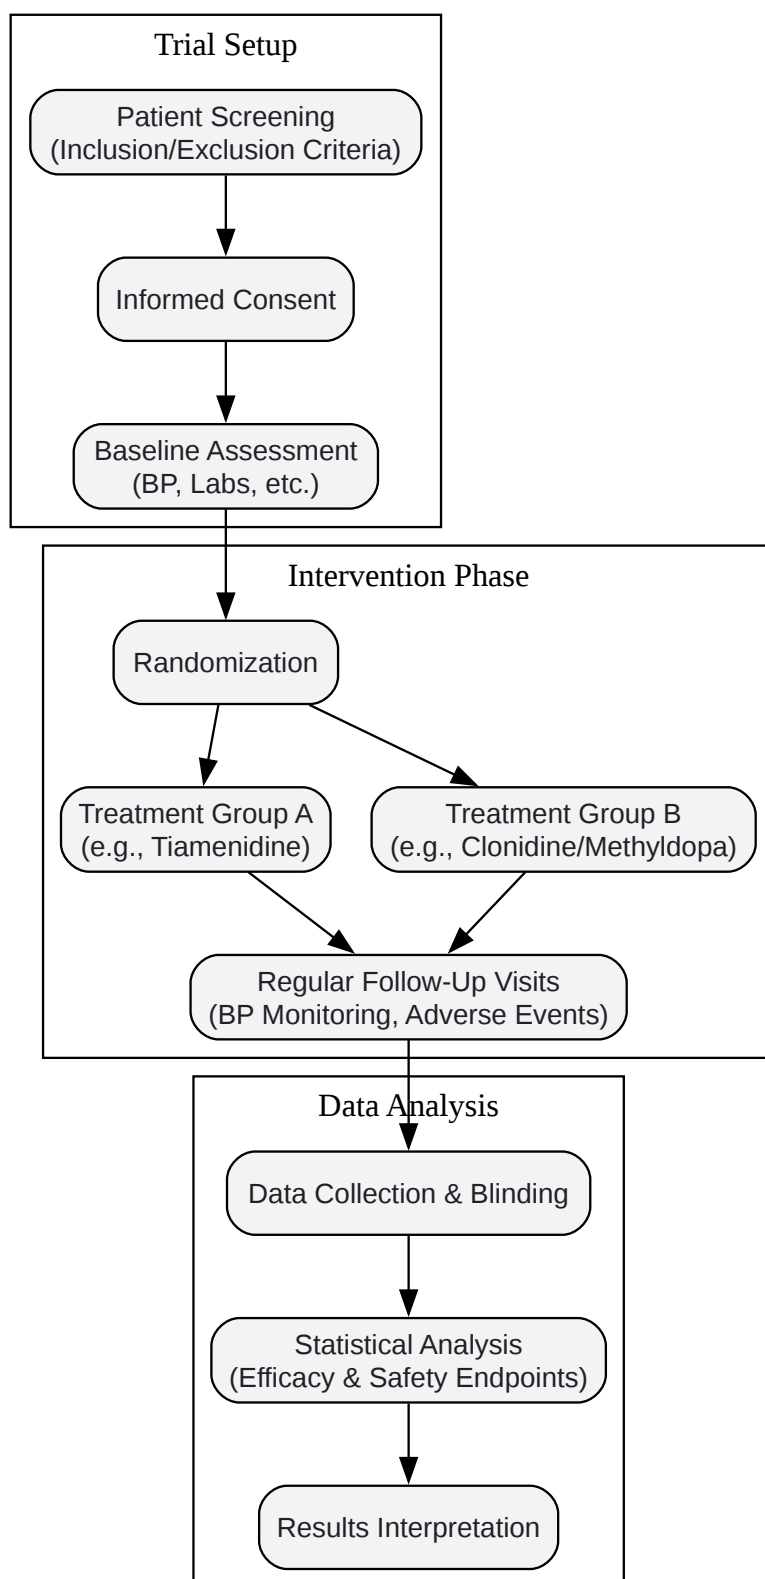 Trial Setup
Patient Screening
(Inclusion/Exclusion Criteria)
Informed Consent
Baseline Assessment
(BP, Labs, etc.)
Intervention Phase
Randomization
Treatment Group A
(e.g., Tiamenidine)
Treatment Group B
(e.g., Clonidine/Methyldopa)
Regular Follow-Up Visits
(BP Monitoring, Adverse Events)
Data Analysis
Data Collection & Blinding
Statistical Analysis
(Efficacy & Safety Endpoints)
Results Interpretation